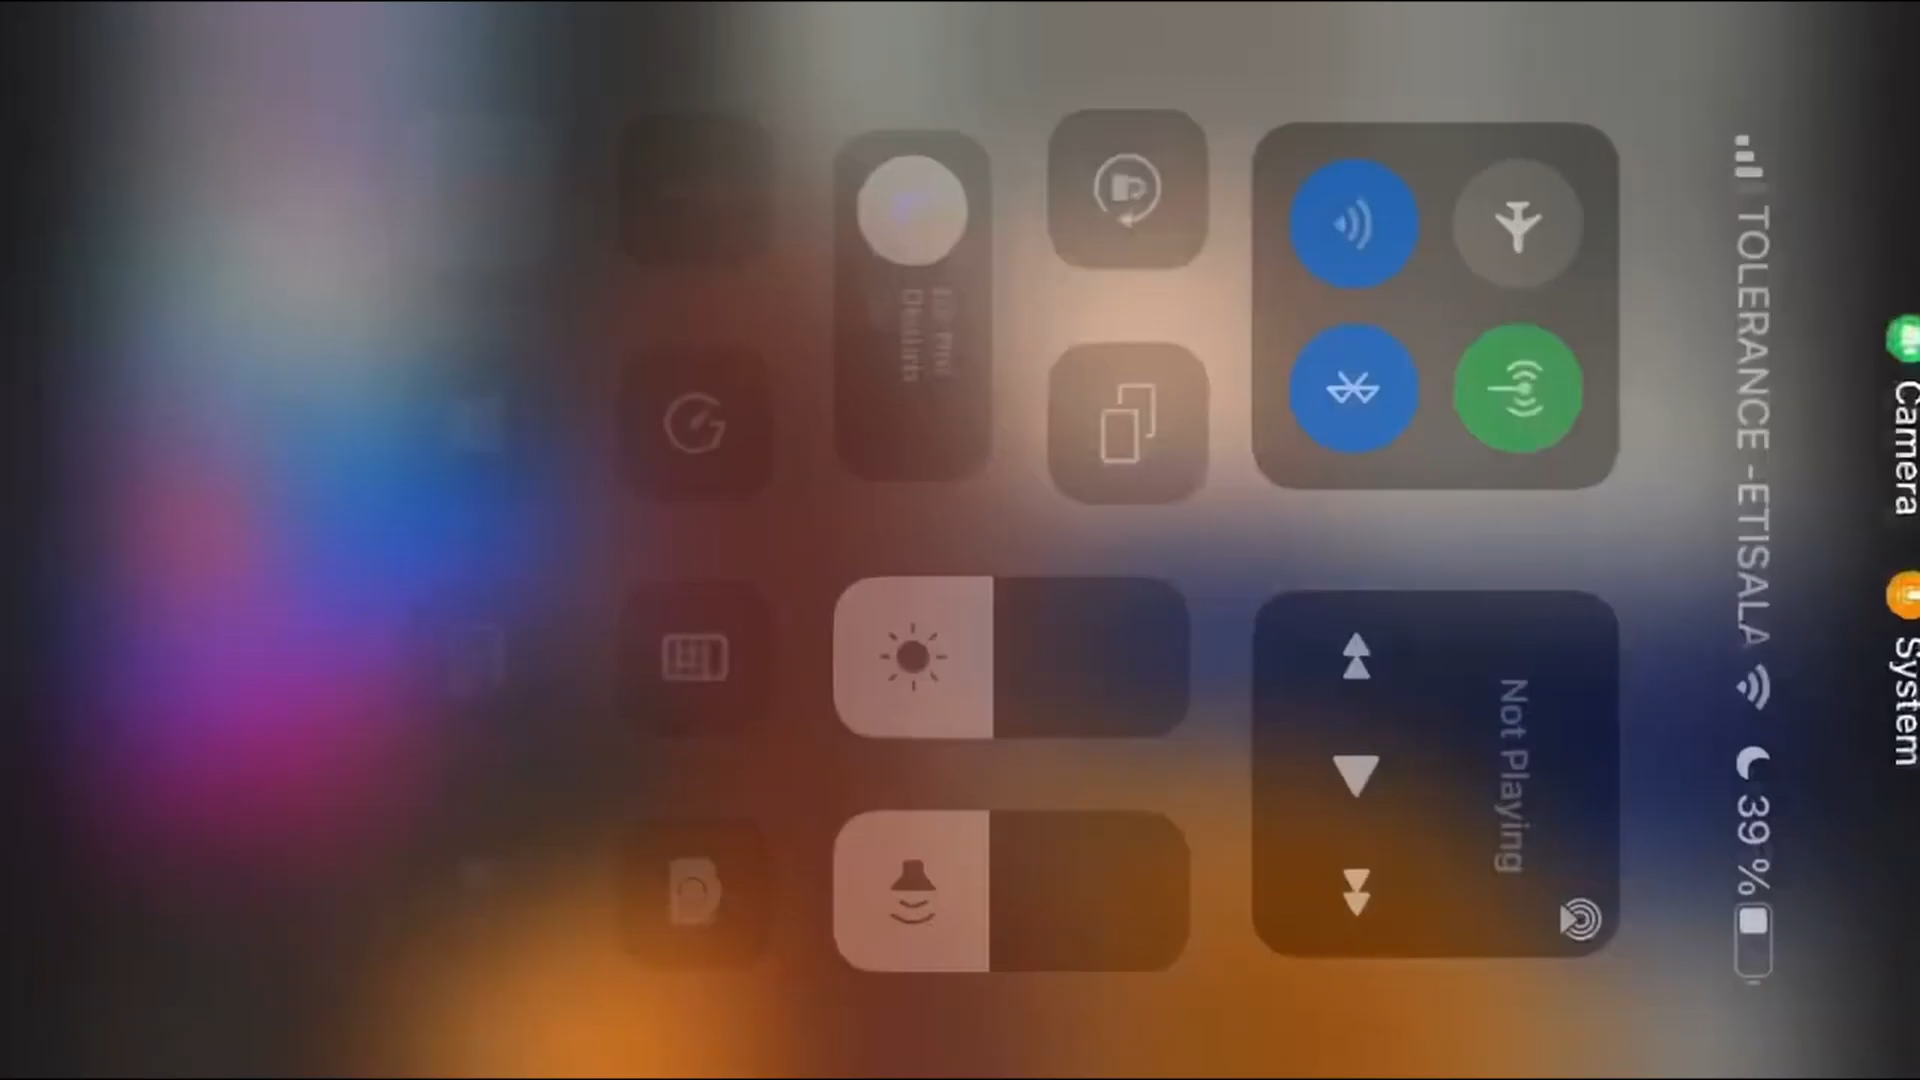 Camera
System
TOLERANCE -ETISALA
39 %
Not Playing